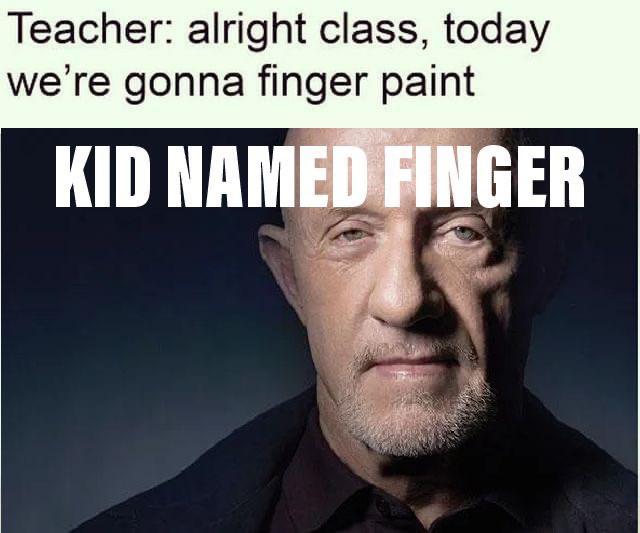 Teacher: alright class, today
we're gonna finger paint
KID NAMED FINGER